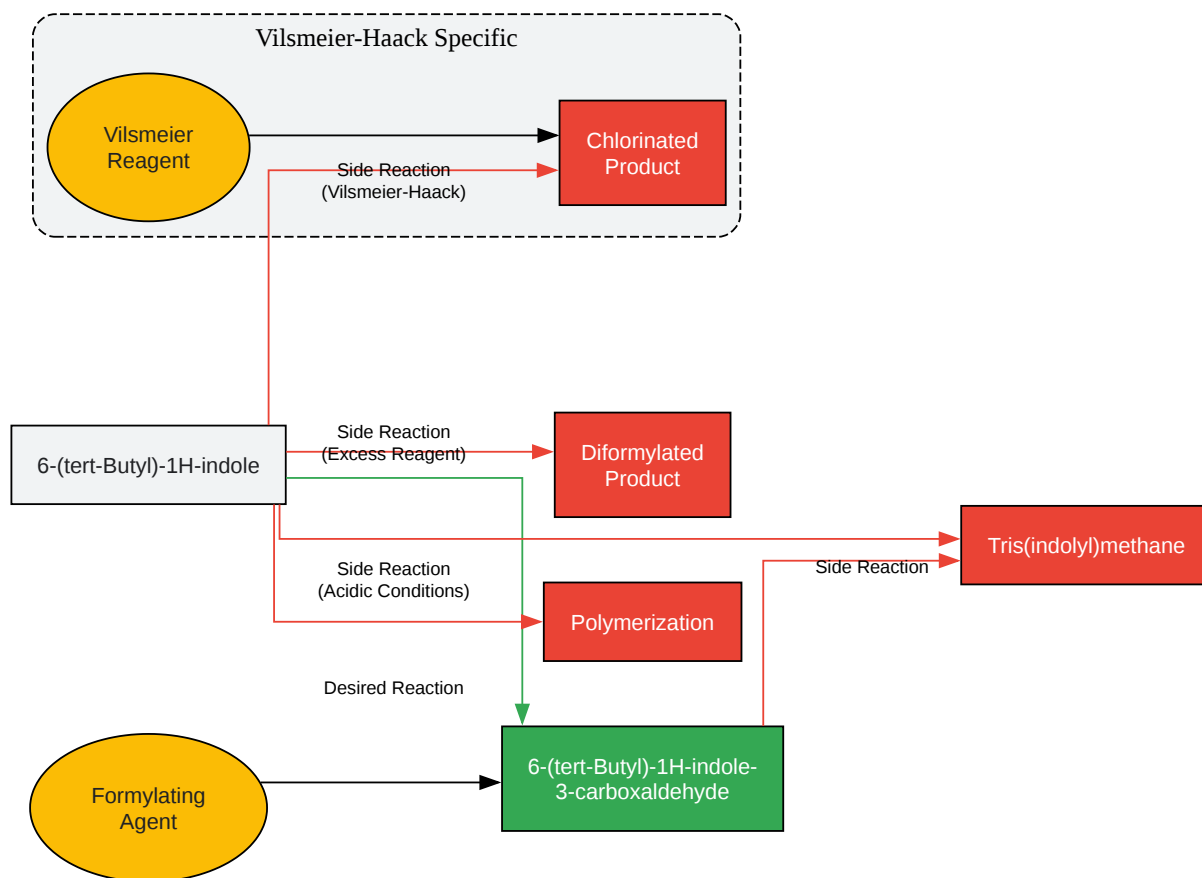 Vilsmeier-Haack Specific
Vilsmeier
Reagent
Chlorinated
Product
Side Reaction
(Vilsmeier-Haack)
6-(tert-Butyl)-1H-indole
Side Reaction
(Excess Reagent)
Diformylated
Product
Tris(indolyl)methane
Side Reaction
Side Reaction
(Acidic Conditions)
Polymerization
Desired Reaction
6-(tert-Butyl)-1H-indole-
3-carboxaldehyde
Formylating
Agent